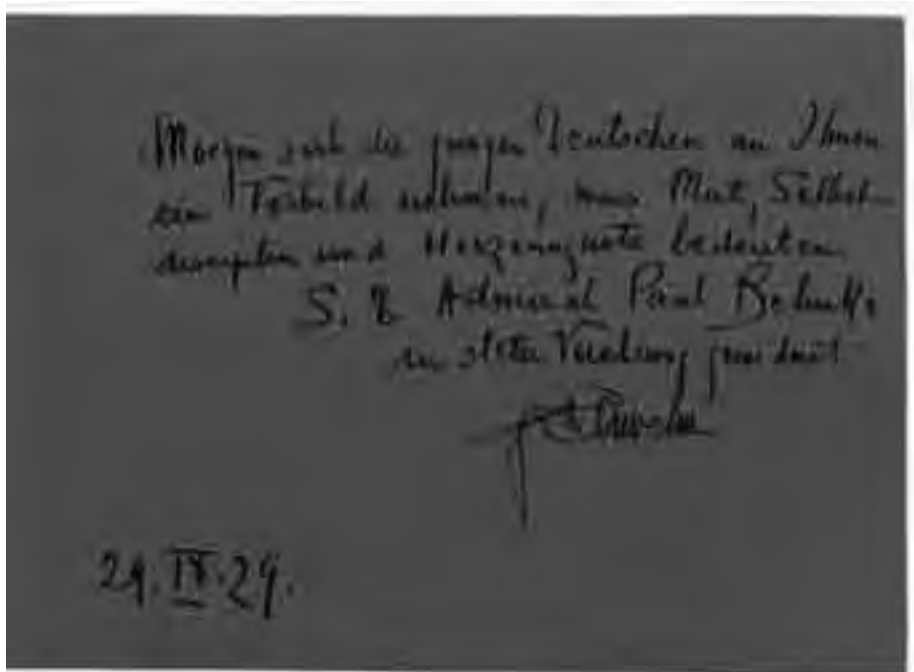 Mögen sich die jungen Deutschen an Ihnen
ein Vorbild nehmen, was Mut, Selbst-
und Herzensgüte bedeuten
S. E. Admiral Paul Behncke
in steter Verehrung gewidmet
29. IV. 29.